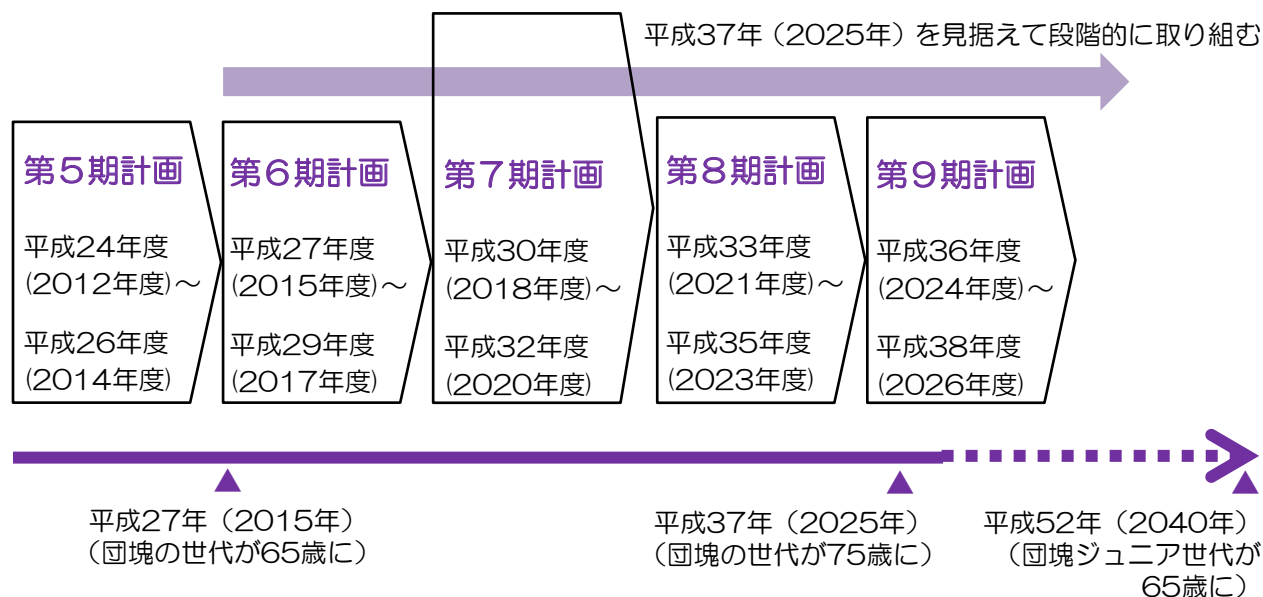 平成37年（2025年）を見据えて段階的に取り組む
第５期計画
平成24年度
(2012年度)～
平成26年度
(2014年度)
第６期計画
平成27年度
(2015年度)～
平成29年度
(2017年度)
第７期計画
平成30年度
(2018年度)～
平成32年度
(2020年度)
第８期計画
平成33年度
(2021年度)～
平成35年度
(2023年度)
第９期計画
平成36年度
(2024年度)～
平成38年度
(2026年度)
平成27年（2015年）
（団塊の世代が65歳に）
平成37年（2025年）
（団塊の世代が75歳に）
平成52年（2040年）
（団塊ジュニア世代が
65歳に）